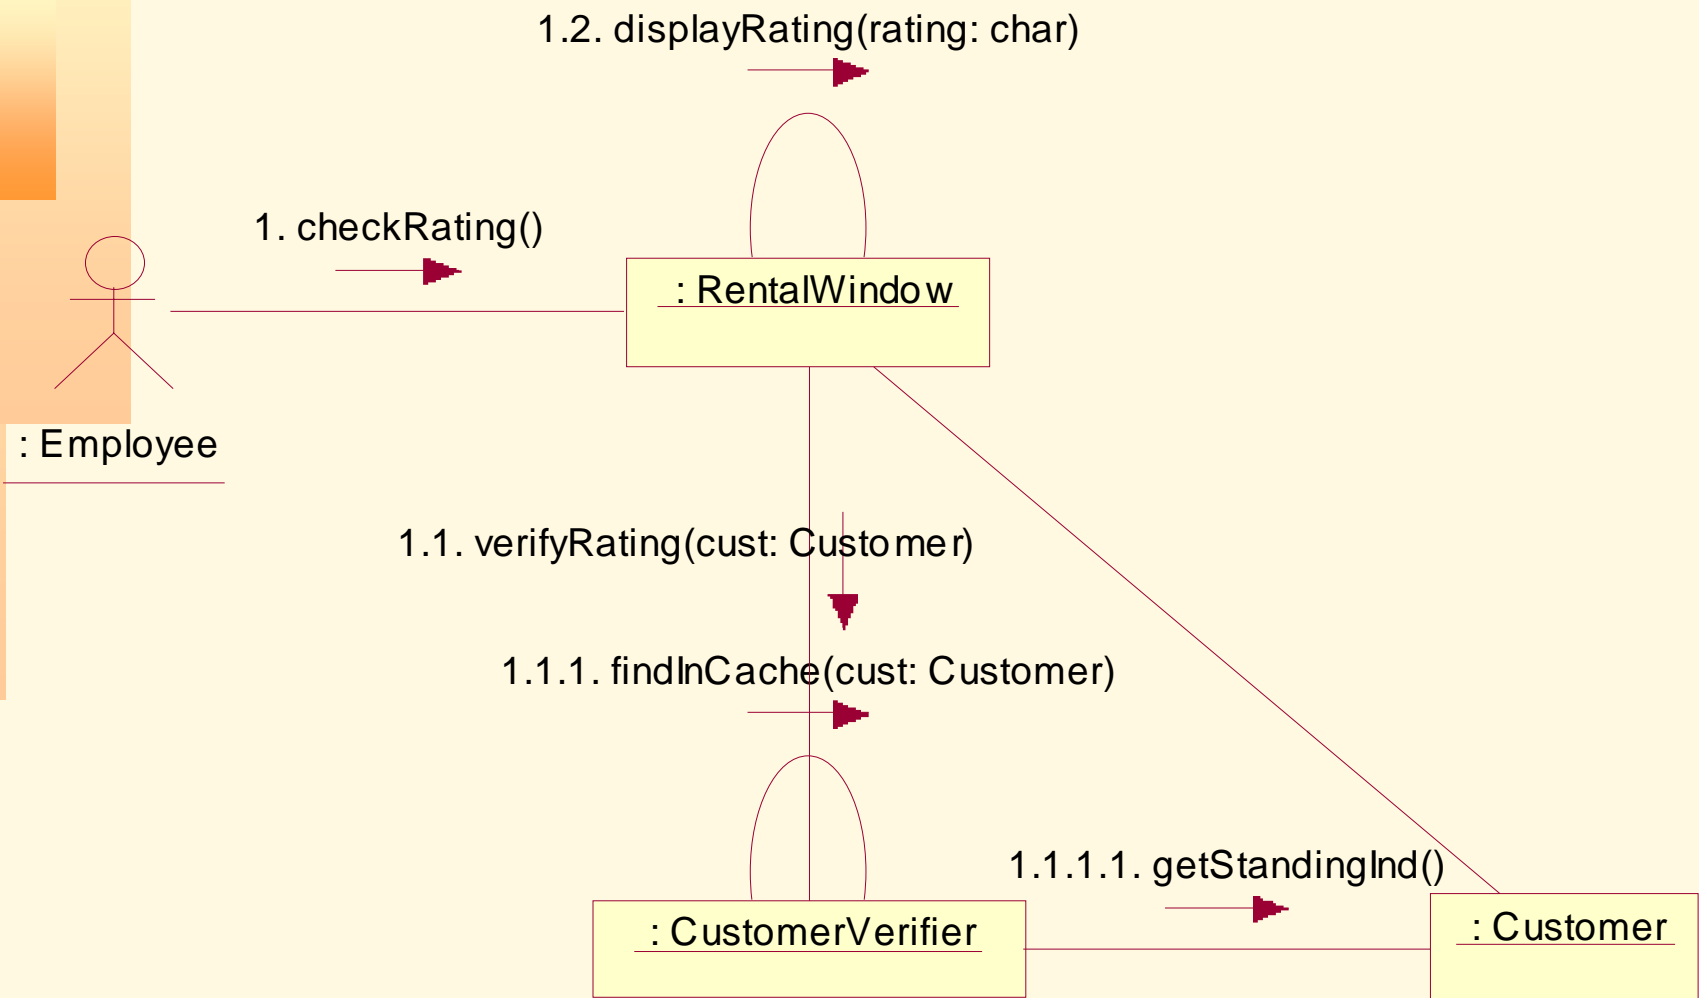 1.2. displayRating(rating: char)
1. checkRating()
: RentalWindow
: Employee
1.1. verifyRating(cust: Customer)
1.1.1. findInCache(cust: Customer)
1.1.1.1. getStandingInd()
: CustomerVerifier
: Customer